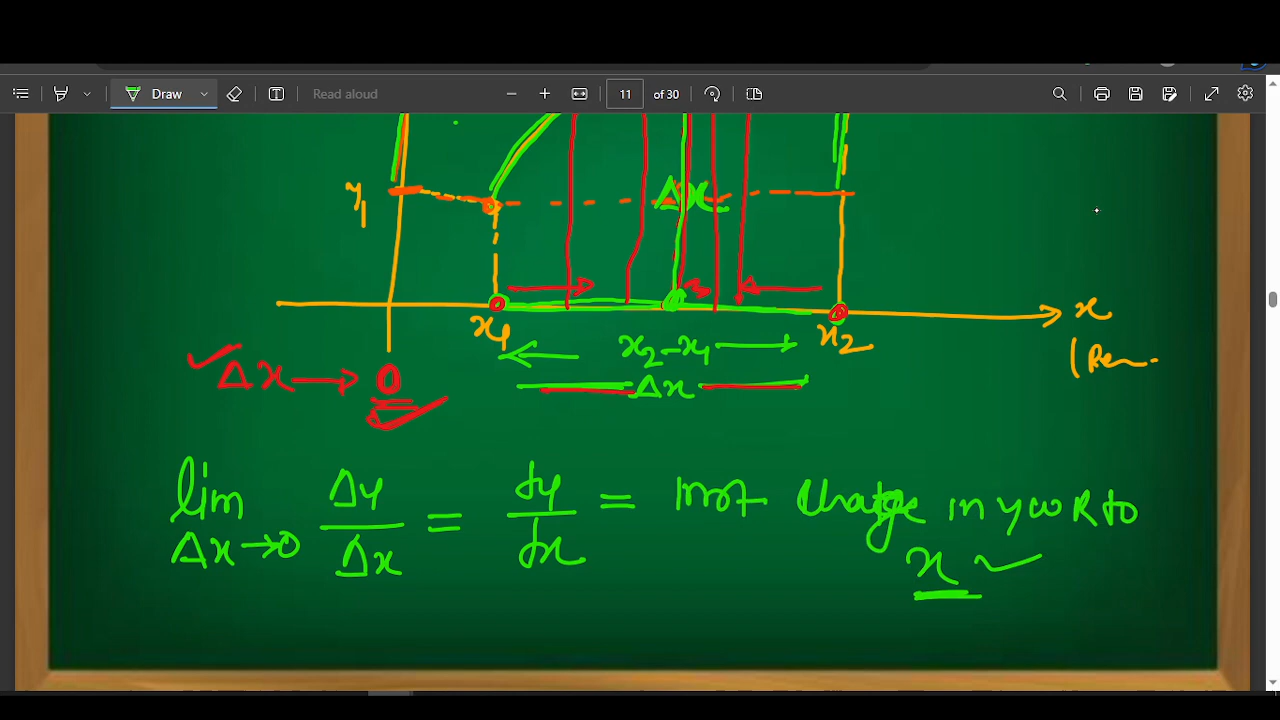 Draw
Read aloud
11 of 30
y1
Δx
x1
x2
x
x2-x1
Δx→0
Δx
lim Δx→0 Δy/Δx = dy/dx = inst change in y w R to
x